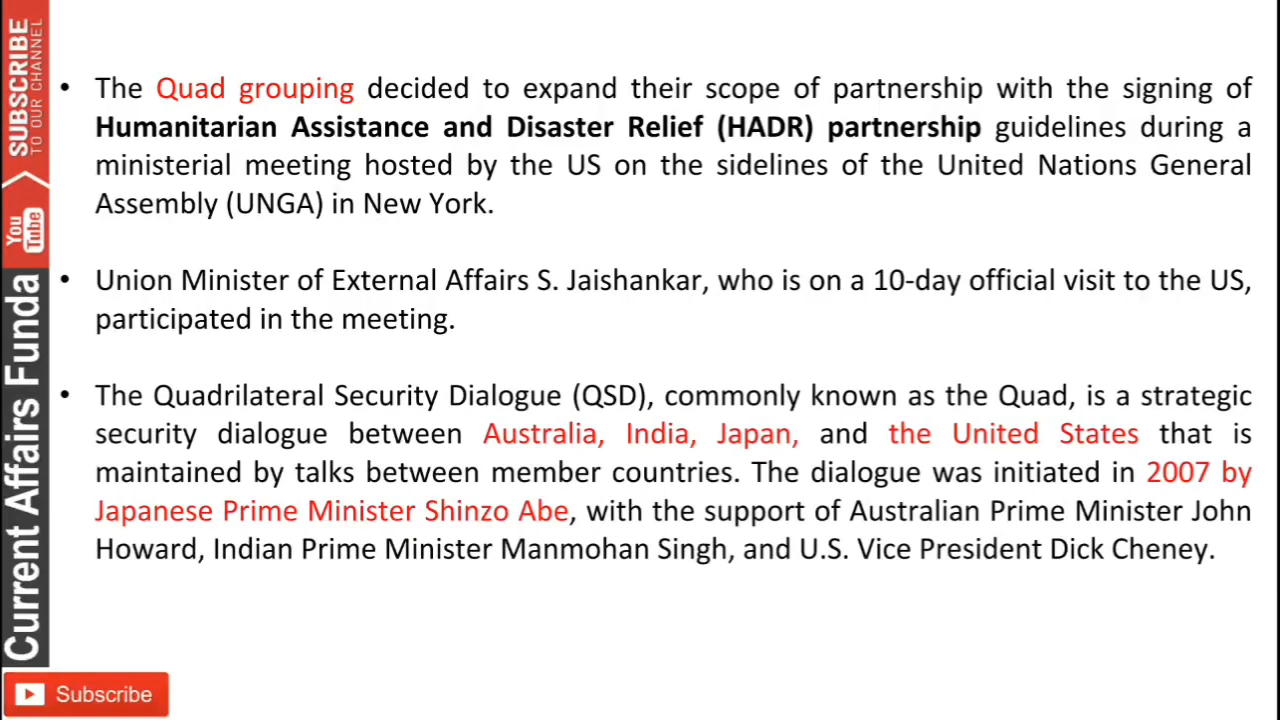 SUBSCRIBE
TO OUR CHANNEL
You
Tube
Current Affairs Funda
• The Quad grouping decided to expand their scope of partnership with the signing of
Humanitarian Assistance and Disaster Relief (HADR) partnership guidelines during a
ministerial meeting hosted by the US on the sidelines of the United Nations General
Assembly (UNGA) in New York.
• Union Minister of External Affairs S. Jaishankar, who is on a 10-day official visit to the US,
participated in the meeting.
• The Quadrilateral Security Dialogue (QSD), commonly known as the Quad, is a strategic
security dialogue between Australia, India, Japan, and the United States that is
maintained by talks between member countries. The dialogue was initiated in 2007 by
Japanese Prime Minister Shinzo Abe, with the support of Australian Prime Minister John
Howard, Indian Prime Minister Manmohan Singh, and U.S. Vice President Dick Cheney.
Subscribe